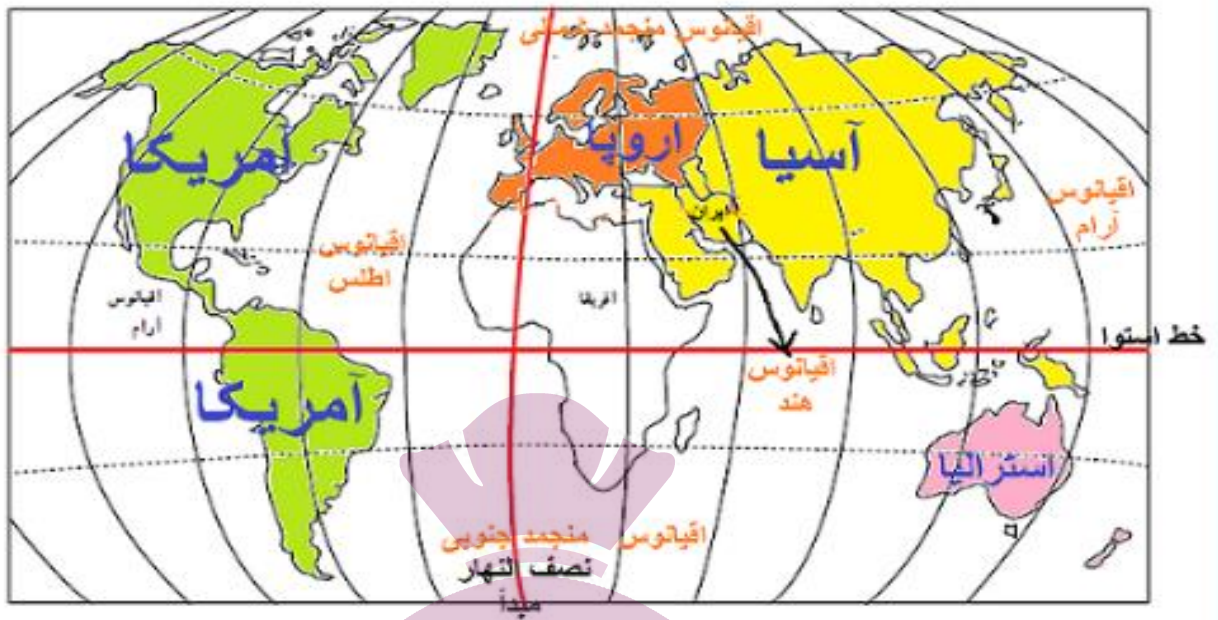 اقیانوس منجمد شمالی
آمریکا
اروپا
آسیا
اقیانوس
آرام
ایران
اقیانوس
اطلس
اقیانوس
آرام
آفریقا
خط استوا
اقیانوس
هند
آمریکا
استرالیا
اقیانوس منجمد جنوبی
نصف النهار
مبدأ